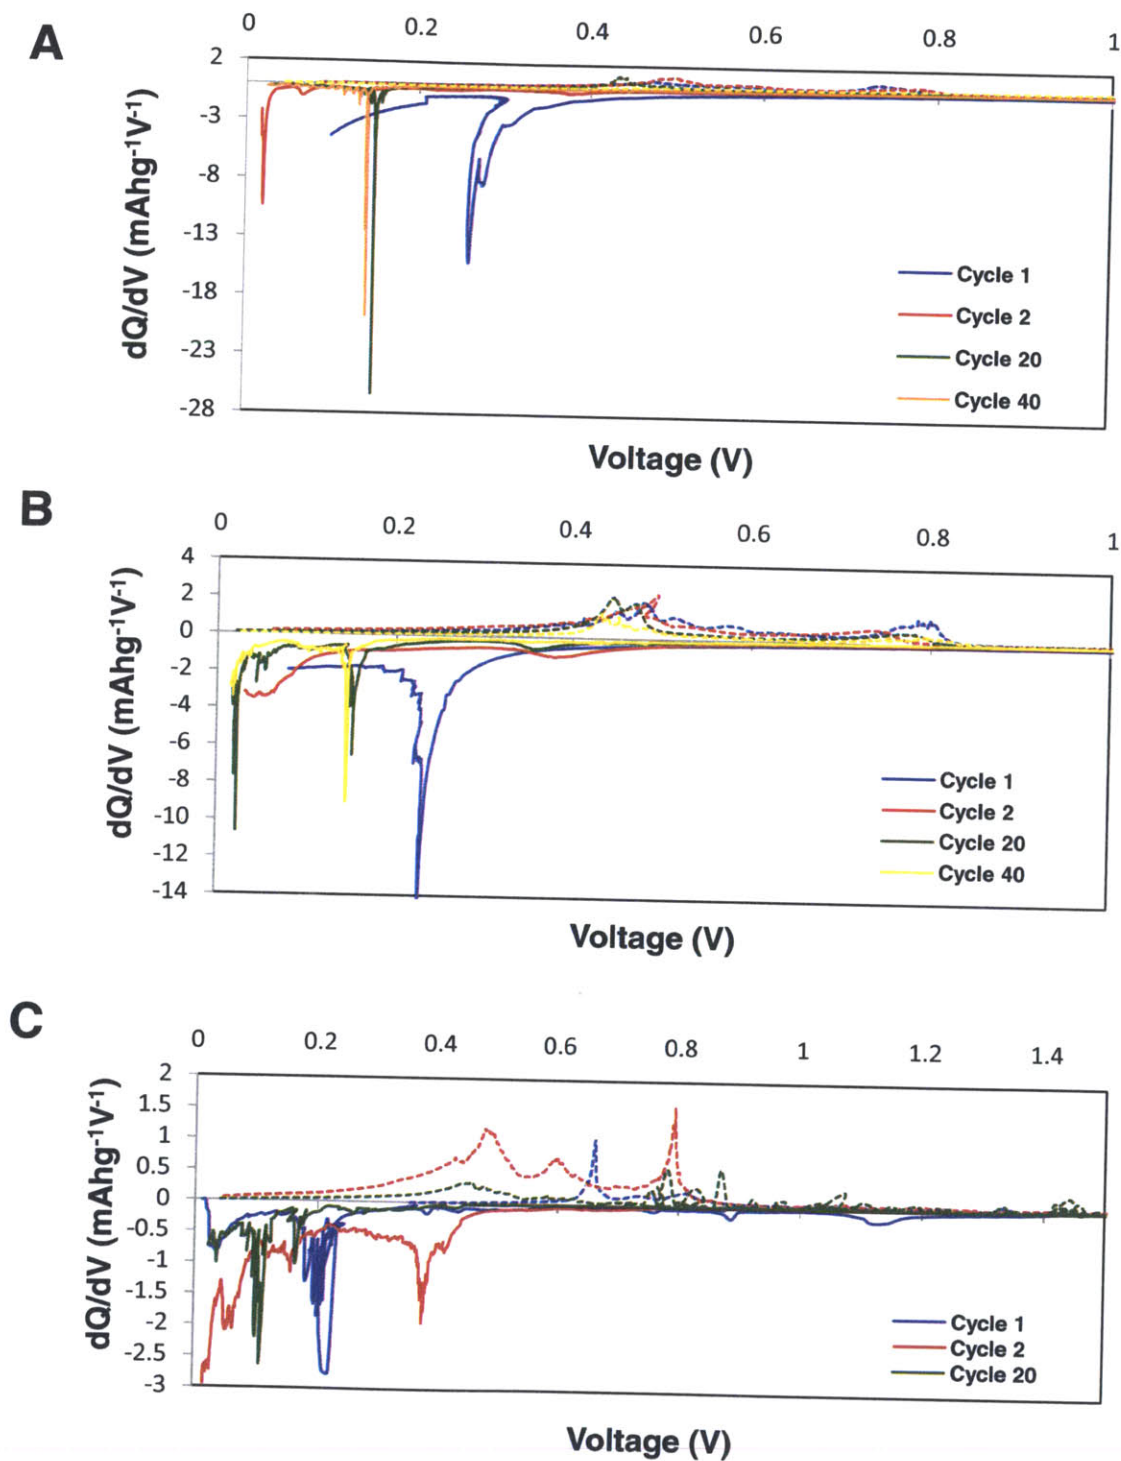 A
0 0.2 0.4 0.6 0.8 1
2
-3
-8
-13
-18
-23
-28
dQ/dV (mAhg-1V-1)
Cycle 1
Cycle 2
Cycle 20
Cycle 40
Voltage (V)
B
0 0.2 0.4 0.6 0.8 1
4
2
0
-2
-4
-6
-8
-10
-12
-14
dQ/dV (mAhg-1V-1)
Cycle 1
Cycle 2
Cycle 20
Cycle 40
Voltage (V)
C
0 0.2 0.4 0.6 0.8 1 1.2 1.4
2
1.5
1
0.5
0
-0.5
-1
-1.5
-2
-2.5
-3
dQ/dV (mAhg-1V-1)
Cycle 1
Cycle 2
Cycle 20
Voltage (V)